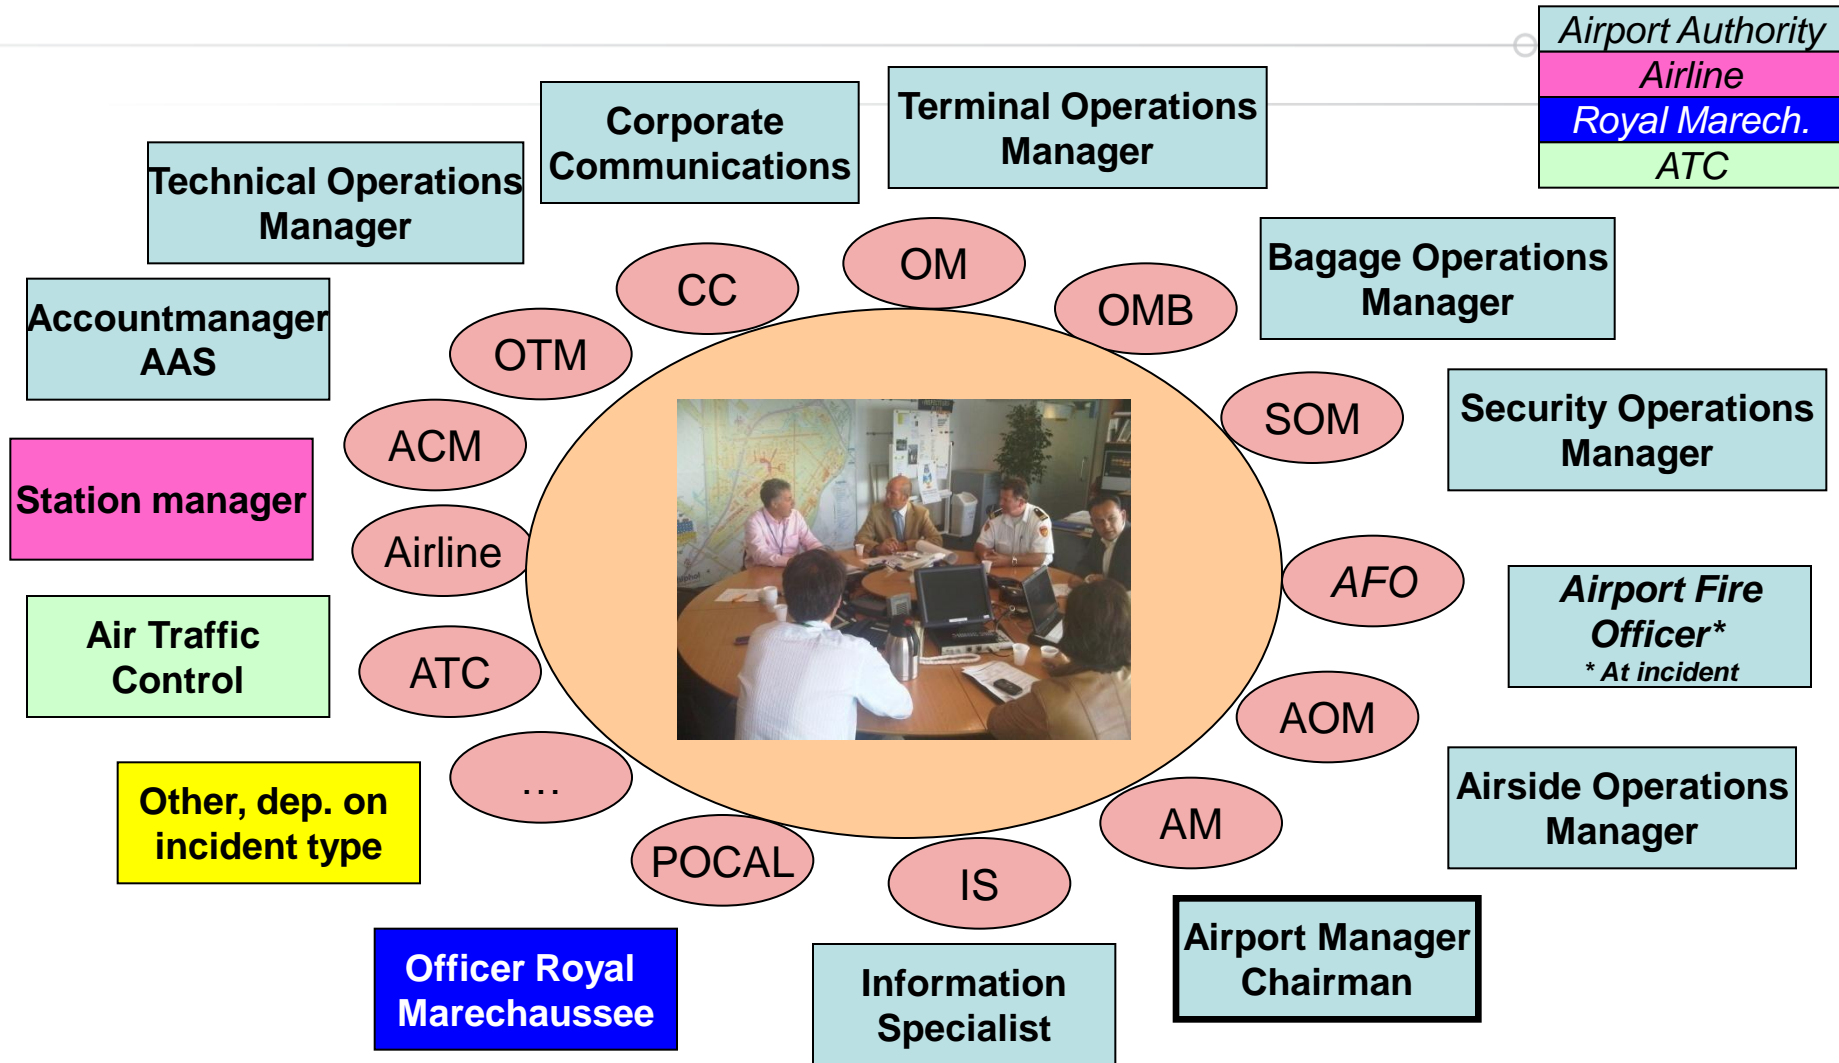 Airport Authority
Airline
Royal Marech.
ATC
Terminal Operations
Manager
Corporate
Communications
Technical Operations
Manager
Bagage Operations
Manager
Accountmanager
AAS
Security Operations
Manager
Station manager
Airport Fire
Officer*
* At incident
Air Traffic
Control
Airside Operations
Manager
Other, dep. on
incident type
Airport Manager
Chairman
Officer Royal
Marechaussee
Information
Specialist
OM
CC
OMB
OTM
SOM
ACM
Airline
AFO
ATC
AOM
...
AM
POCAL
IS